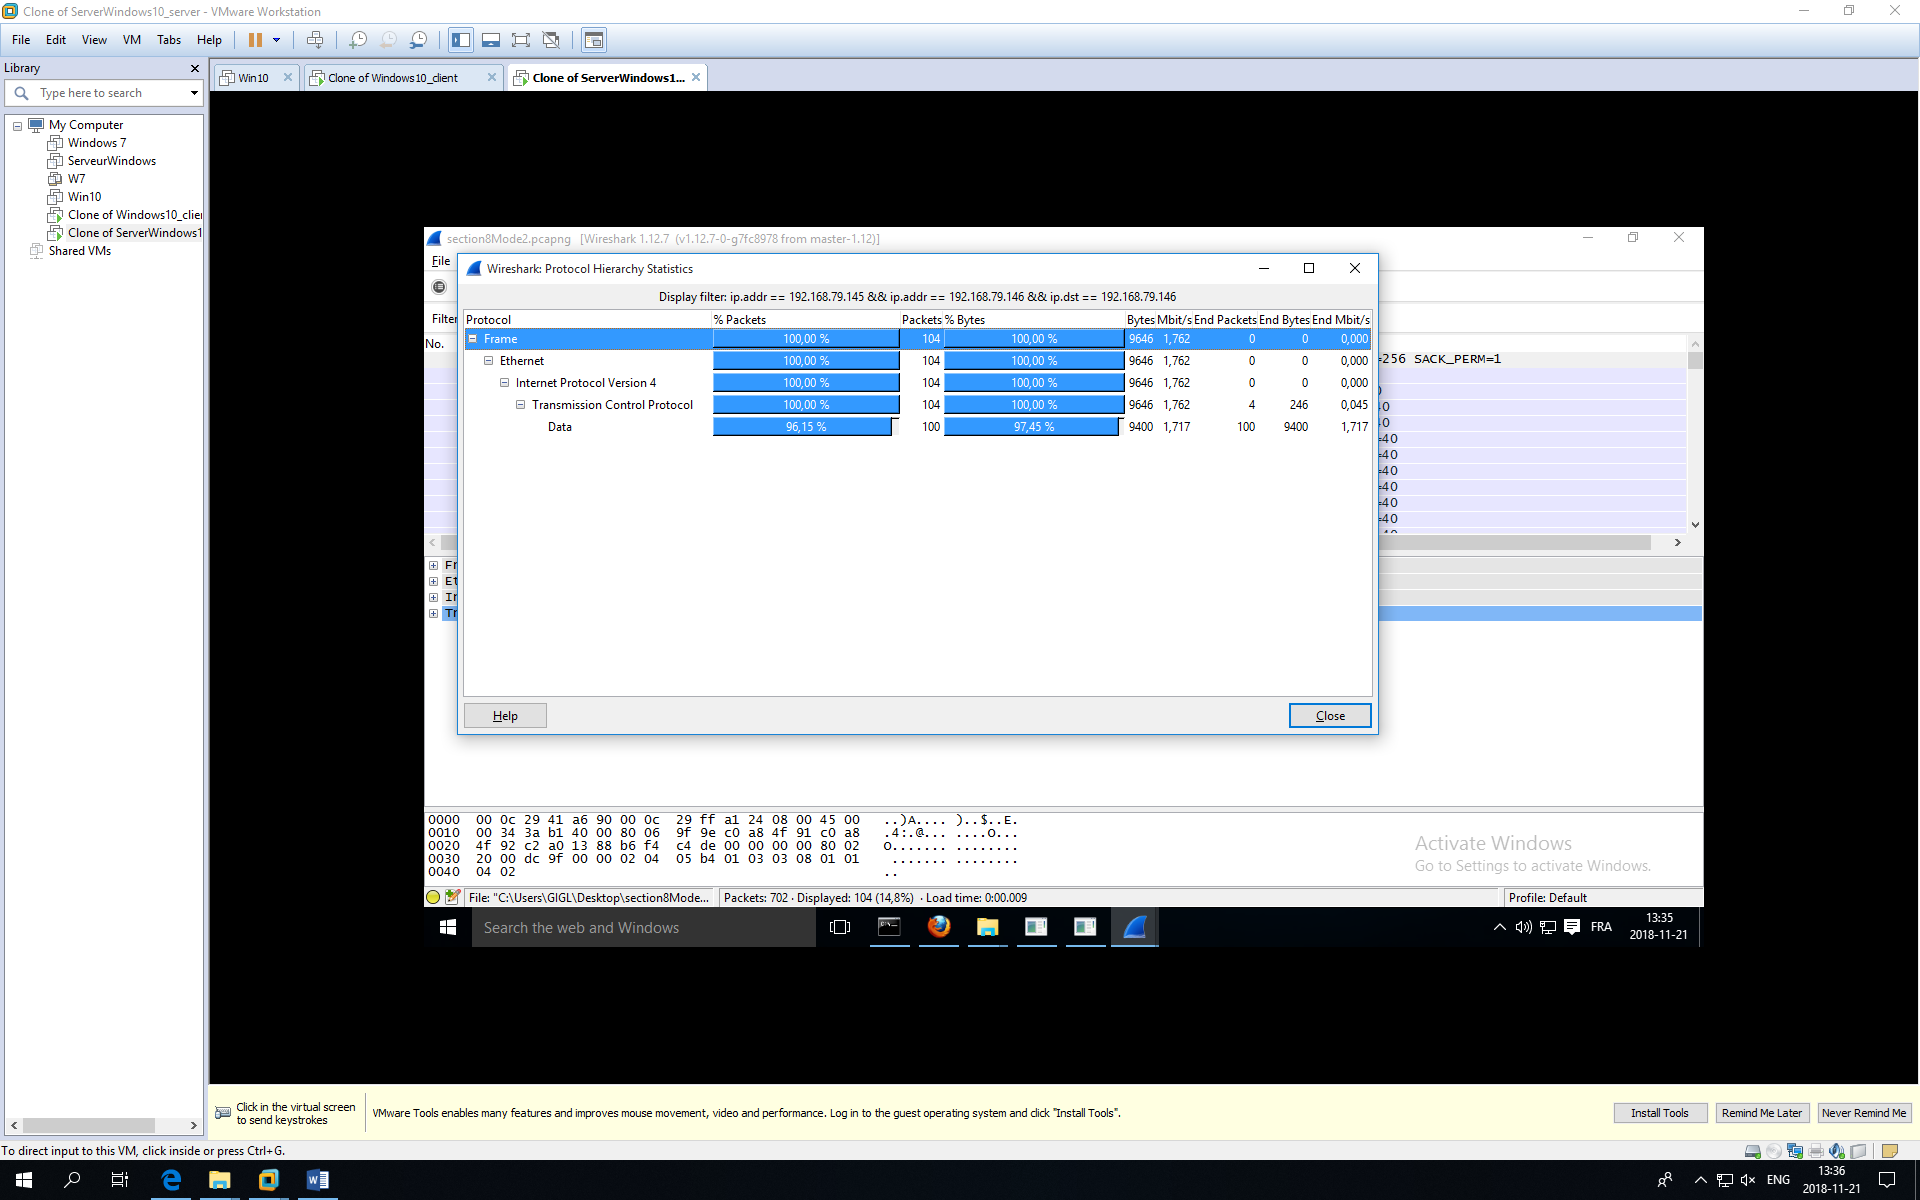 Clone of ServerWindows10_server - VMware Workstation
File Edit View VM Tabs Help
Library
Type here to search
My Computer
Windows 7
ServeurWindows
W7
Win10
Clone of Windows10_clie
Clone of ServerWindows1
Shared VMs
Win10
Clone of Windows10_client
Clone of ServerWindows1...
section8Mode2.pcapng [Wireshark 1.12.7 (v1.12.7-0-g7fc8978 from master-1.12)]
File
Filter
No.
Wireshark: Protocol Hierarchy Statistics
Display filter: ip.addr == 192.168.79.145 && ip.addr == 192.168.79.146 && ip.dst == 192.168.79.146
Protocol % Packets Packets % Bytes Bytes Mbit/s End Packets End Bytes End Mbit/s
Frame 100,00 % 104 100,00 % 9646 1,762 0 0 0,000
Ethernet 100,00 % 104 100,00 % 9646 1,762 0 0 0,000
Internet Protocol Version 4 100,00 % 104 100,00 % 9646 1,762 0 0 0,000
Transmission Control Protocol 100,00 % 104 100,00 % 9646 1,762 4 246 0,045
Data 96,15 % 100 97,45 % 9400 1,717 100 9400 1,717
Help
Close
=256 SACK_PERM=1
0
40
0
=40
=40
=40
=40
=40
=40
Fr
Et
In
Tr
0000 00 0c 29 41 a6 90 00 0c 29 ff a1 24 08 00 45 00 ..)A.... )..$..E.
0010 00 34 3a b1 40 00 80 06 9f 9e c0 a8 4f 91 c0 a8 .4:.@... ....O...
0020 4f 92 c2 a0 13 88 b6 f4 c4 de 00 00 00 00 80 02 O....... ........
0030 20 00 dc 9f 00 00 02 04 05 b4 01 03 03 08 01 01 ....... ........
0040 04 02 ..
Activate Windows
Go to Settings to activate Windows.
File: "C:\Users\GIGL\Desktop\section8Mode... Packets: 702 · Displayed: 104 (14,8%) · Load time: 0:00.009 Profile: Default
Search the web and Windows
FRA
13:35
2018-11-21
Click in the virtual screen
to send keystrokes
VMware Tools enables many features and improves mouse movement, video and performance. Log in to the guest operating system and click "Install Tools".
Install Tools
Remind Me Later
Never Remind Me
To direct input to this VM, click inside or press Ctrl+G.
ENG
13:36
2018-11-21